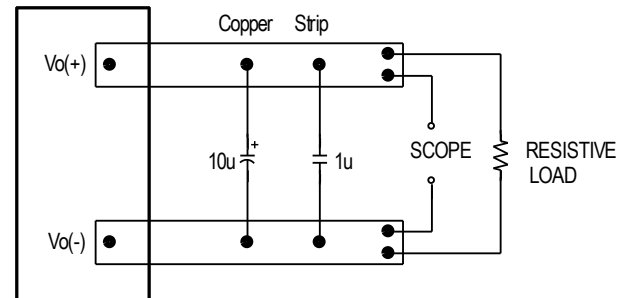 Copper Strip
Vo(+)
+
10u
1u
SCOPE
RESISTIVE
LOAD
Vo(-)